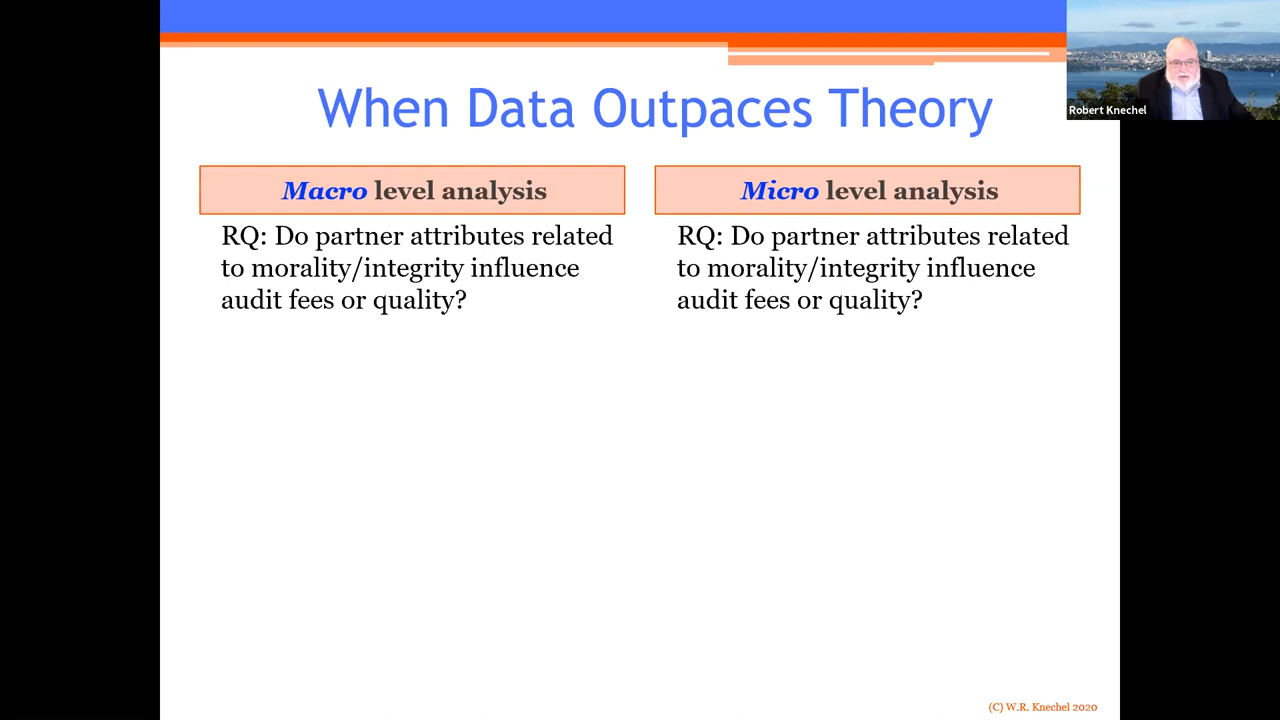 When Data Outpaces Theory
Robert Knechel
Macro level analysis
RQ: Do partner attributes related
to morality/integrity influence
audit fees or quality?
Micro level analysis
RQ: Do partner attributes related
to morality/integrity influence
audit fees or quality?
(C) W.R. Knechel 2020